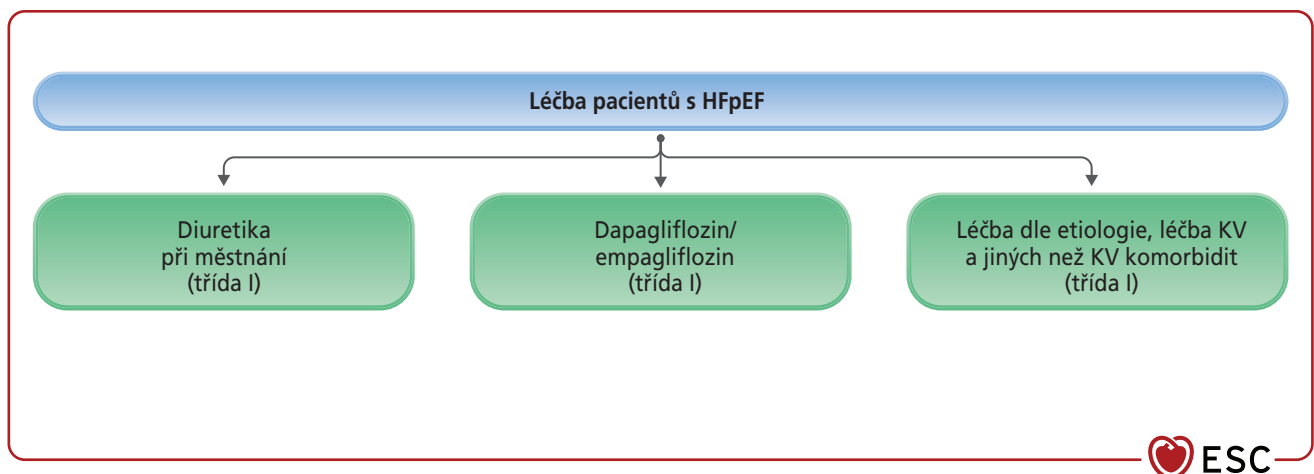 Léčba pacientů s HFpEF
Diuretika
při městnání
(třída I)
Dapagliflozin/
empagliflozin
(třída I)
Léčba dle etiologie, léčba KV
a jiných než KV komorbidit
(třída I)
ESC